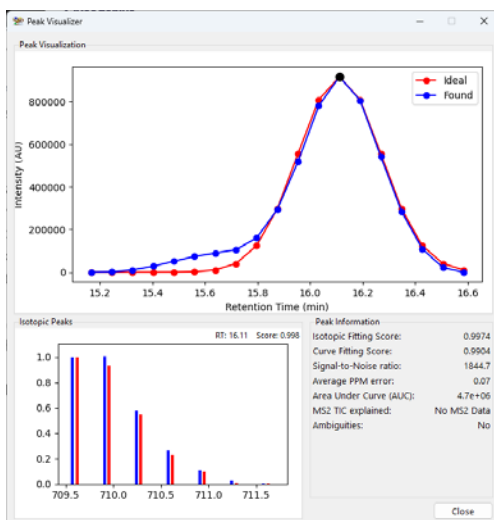 Peak Visualizer
Peak Visualization
Intensity (AU)
800000
600000
400000
200000
0
Ideal
Found
15.2 15.4 15.6 15.8 16.0 16.2 16.4 16.6
Retention Time (min)
Isotopic Peaks
RT: 16.11 Score: 0.998
1.0
0.8
0.6
0.4
0.2
0.0
709.5 710.0 710.5 711.0 711.5
Peak Information
Isotopic Fitting Score: 0.9974
Curve Fitting Score: 0.9904
Signal-to-Noise ratio: 1844.7
Average PPM error: 0.07
Area Under Curve (AUC): 4.7e+06
MS2 TIC explained: No MS2 Data
Ambiguities: No
Close